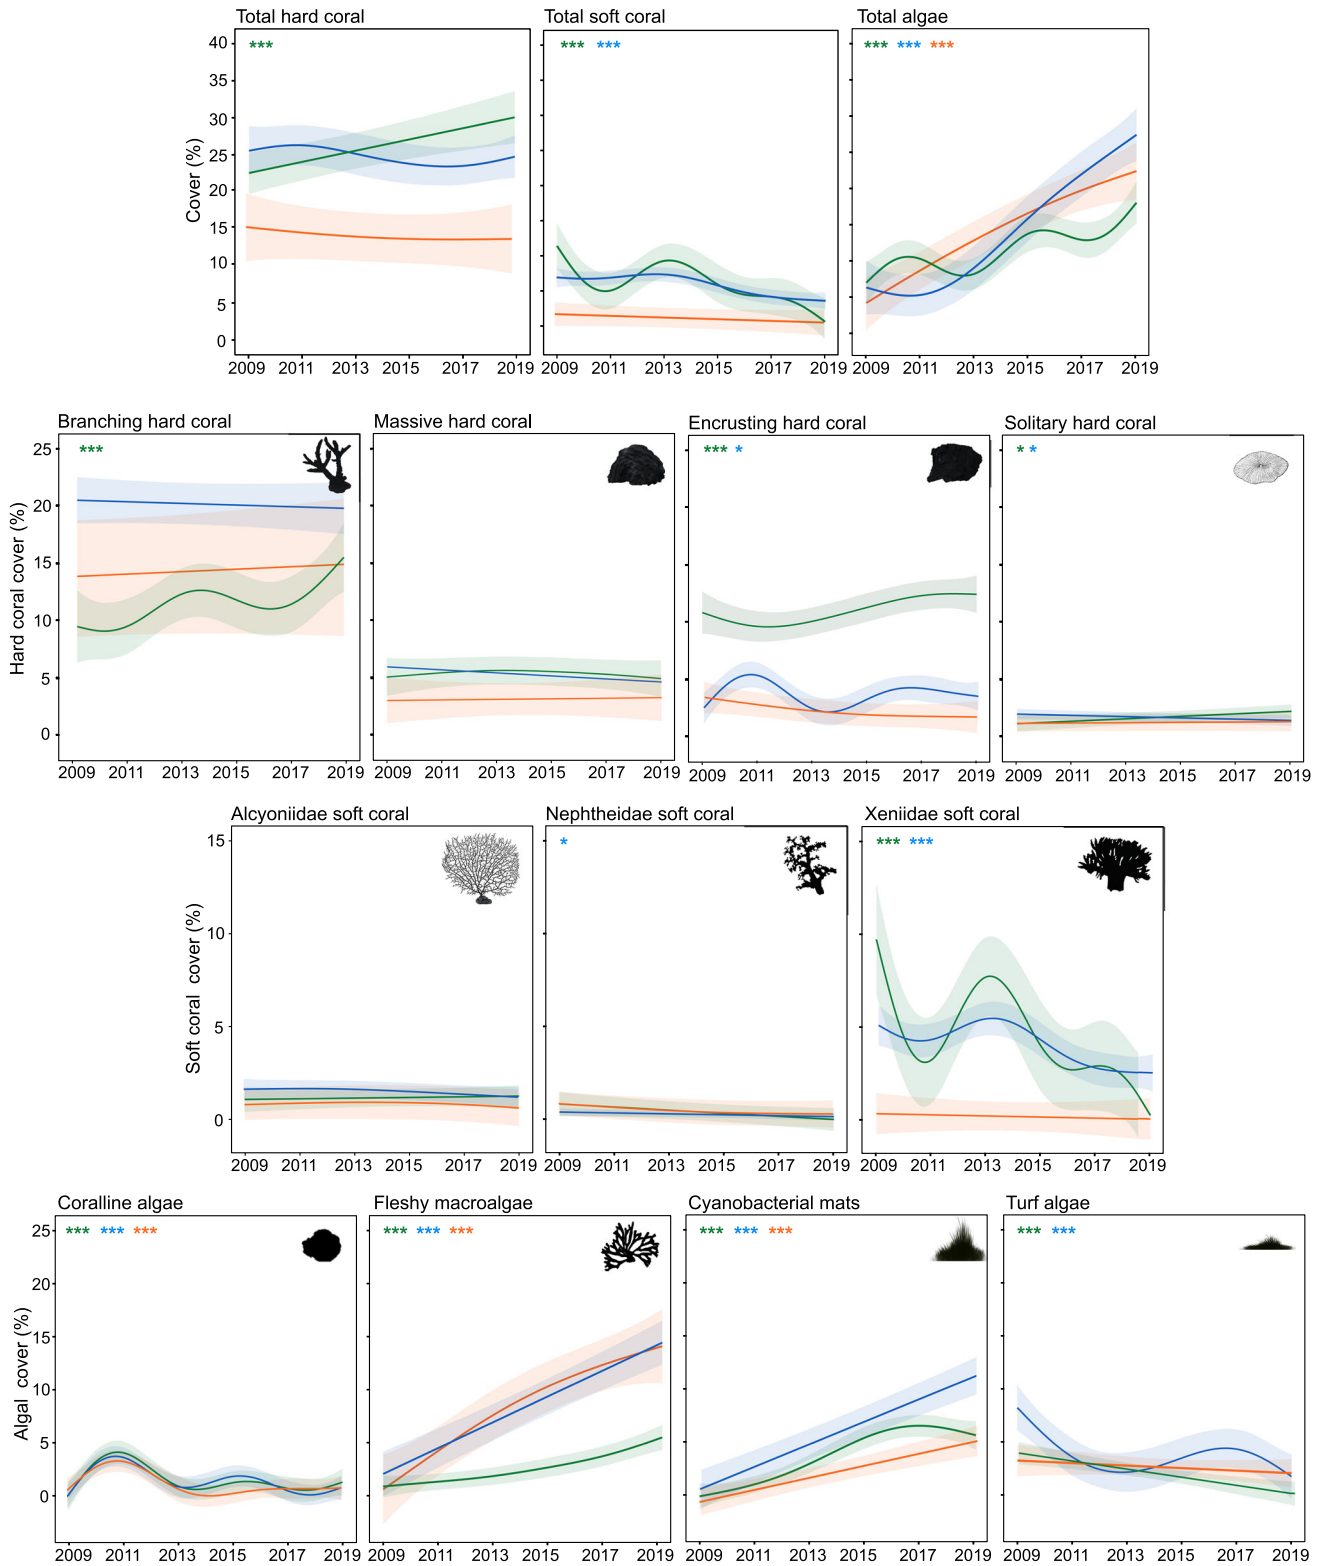 Total hard coral Total soft coral Total algae
*** *** *** *** *** ***
40
35
30
25
20
15
10
5
0
Cover (%)
2009 2011 2013 2015 2017 2019 2009 2011 2013 2015 2017 2019 2009 2011 2013 2015 2017 2019
Branching hard coral Massive hard coral Encrusting hard coral Solitary hard coral
*** *** * * *
25
20
15
10
5
0
Hard coral cover (%)
2009 2011 2013 2015 2017 2019 2009 2011 2013 2015 2017 2019 2009 2011 2013 2015 2017 2019 2009 2011 2013 2015 2017 2019
Alcyoniidae soft coral Nephtheidae soft coral Xeniidae soft coral
* *** ***
15
10
5
0
Soft coral cover (%)
2009 2011 2013 2015 2017 2019 2009 2011 2013 2015 2017 2019 2009 2011 2013 2015 2017 2019
Coralline algae Fleshy macroalgae Cyanobacterial mats Turf algae
*** *** *** *** *** *** *** *** *** *** ***
25
20
15
10
5
0
Algal cover (%)
2009 2011 2013 2015 2017 2019 2009 2011 2013 2015 2017 2019 2009 2011 2013 2015 2017 2019 2009 2011 2013 2015 2017 2019